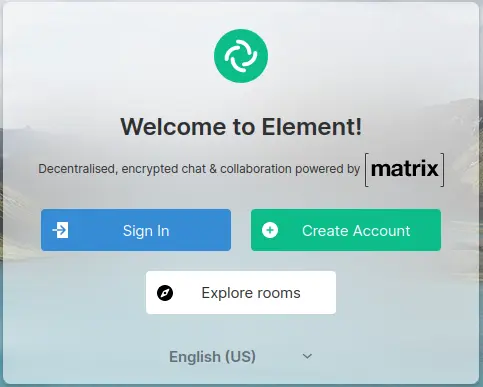 Welcome to Element!
Decentralised, encrypted chat & collaboration powered by [matrix]
Sign In
Create Account
Explore rooms
English (US)